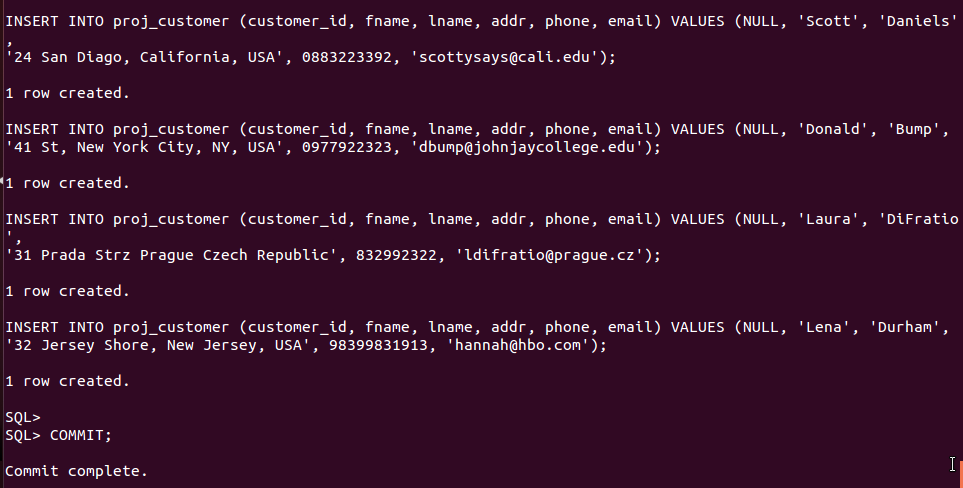 INSERT INTO proj_customer (customer_id, fname, lname, addr, phone, email) VALUES (NULL, 'Scott', 'Daniels'
,
'24 San Diago, California, USA', 0883223392, 'scottysays@cali.edu');
1 row created.
INSERT INTO proj_customer (customer_id, fname, lname, addr, phone, email) VALUES (NULL, 'Donald', 'Bump',
'41 St, New York City, NY, USA', 0977922323, 'dbump@johnjaycollege.edu');
1 row created.
INSERT INTO proj_customer (customer_id, fname, lname, addr, phone, email) VALUES (NULL, 'Laura', 'DiFratio
',
'31 Prada Strz Prague Czech Republic', 832992322, 'ldifratio@prague.cz');
1 row created.
INSERT INTO proj_customer (customer_id, fname, lname, addr, phone, email) VALUES (NULL, 'Lena', 'Durham',
'32 Jersey Shore, New Jersey, USA', 98399831913, 'hannah@hbo.com');
1 row created.
SQL>
SQL> COMMIT;
Commit complete.